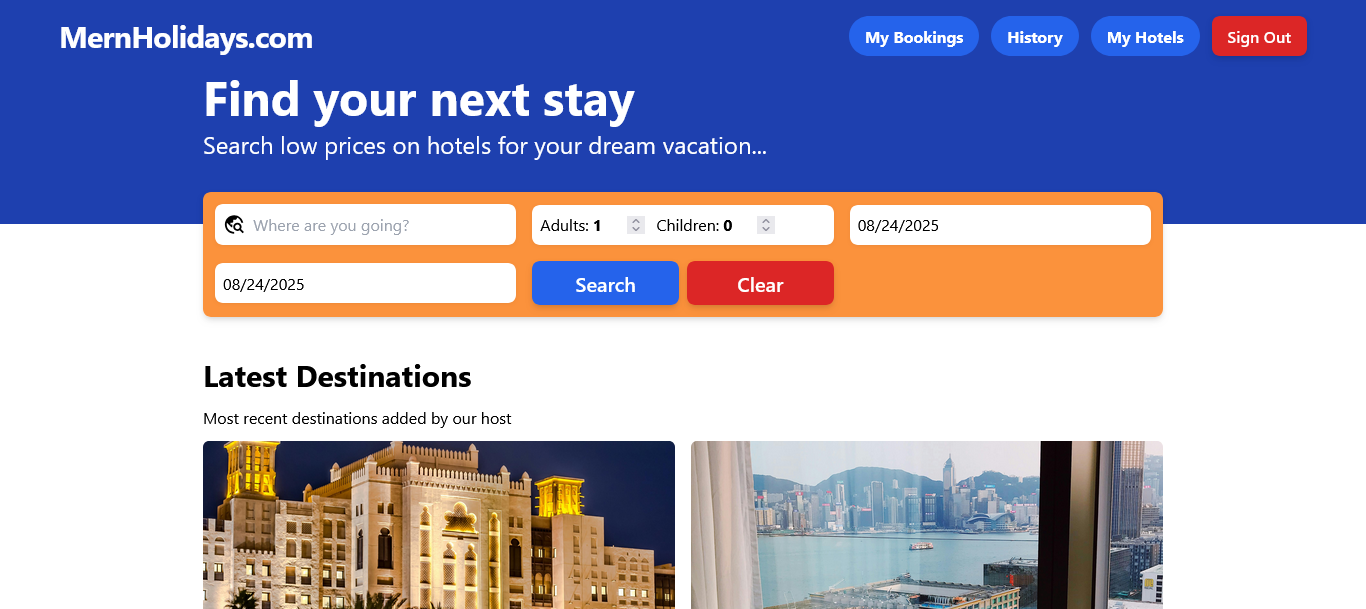 MernHolidays.com
My Bookings
History
My Hotels
Sign Out
Find your next stay
Search low prices on hotels for your dream vacation...
Where are you going?
Adults: 1
Children: 0
08/24/2025
08/24/2025
Search
Clear
Latest Destinations
Most recent destinations added by our host